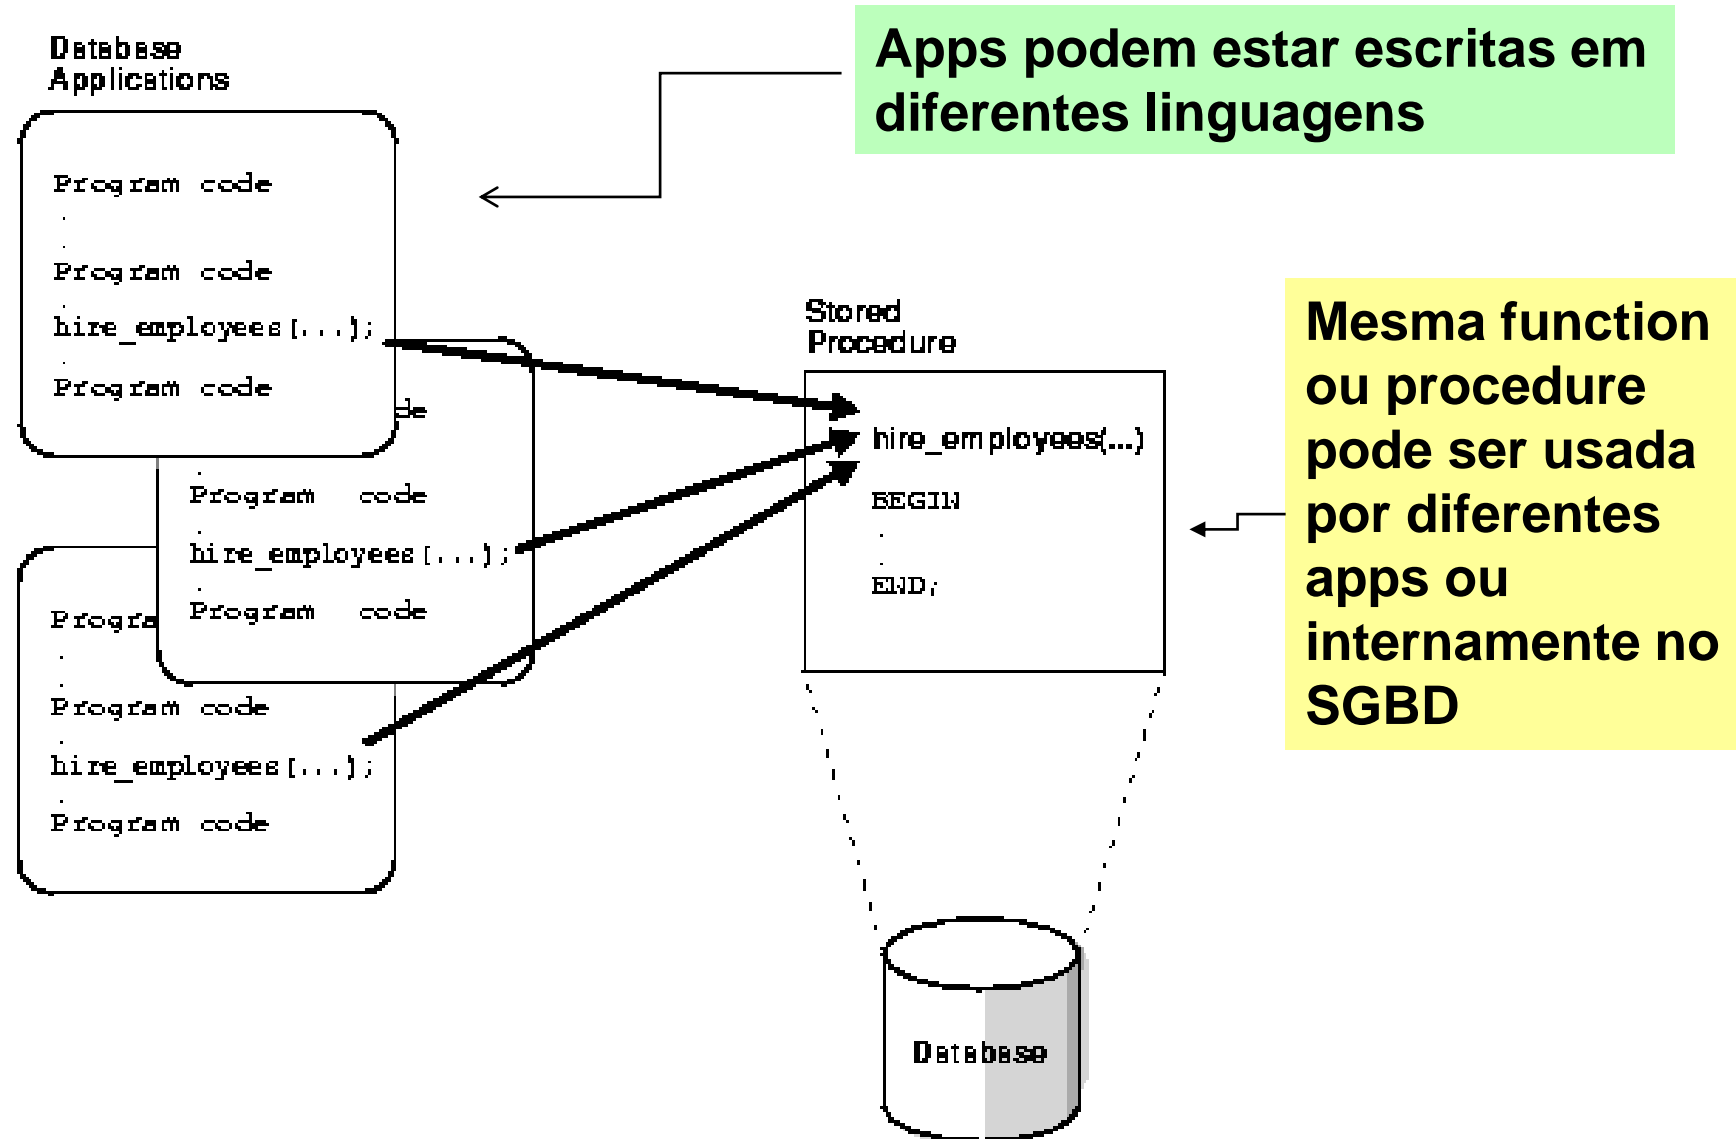 Database
Applications
Apps podem estar escritas em
diferentes linguagens
Program code
.
.
Program code
.
hire_employees(...);
.
Program code
de
.
Program code
.
hire_employees(...);
.
Program code
Progra
.
.
Program code
.
hire_employees(...);
.
Program code
Stored
Procedure
hire_employees(...)
BEGIN
.
.
END;
Mesma function
ou procedure
pode ser usada
por diferentes
apps ou
internamente no
SGBD
Database